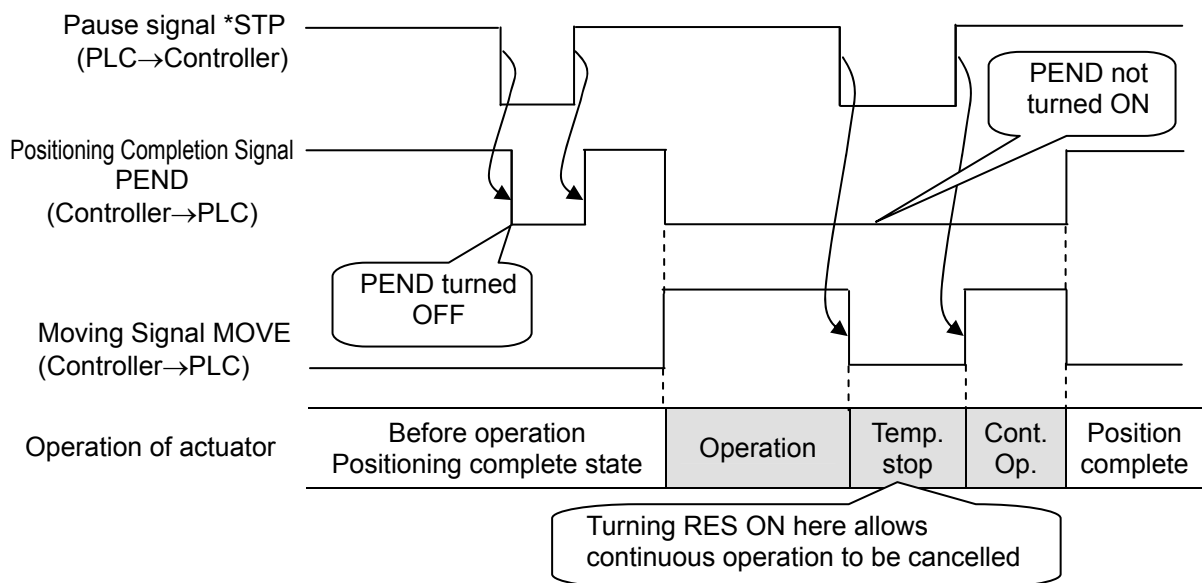 Pause signal *STP
(PLC→Controller)
PEND not
turned ON
Positioning Completion Signal
PEND
(Controller→PLC)
PEND turned
OFF
Moving Signal MOVE
(Controller→PLC)
Operation of actuator
Before operation
Positioning complete state
Operation
Temp.
stop
Cont.
Op.
Position
complete
Turning RES ON here allows
continuous operation to be cancelled